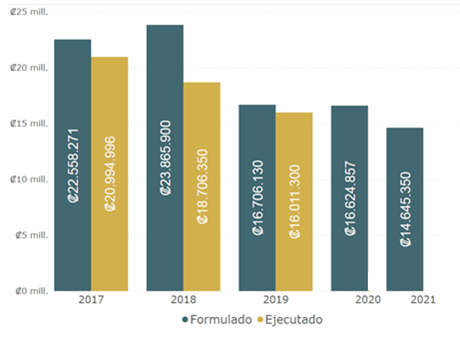 ₡25 mill.
₡20 mill.
₡15 mill.
₡10 mill.
₡5 mill.
₡0 mill.
₡22.558.271
₡20.994.996
₡23.865.900
₡18.706.350
₡16.706.130
₡16.011.300
₡16.624.857
₡14.645.350
2017 2018 2019 2020 2021
Formulado Ejecutado